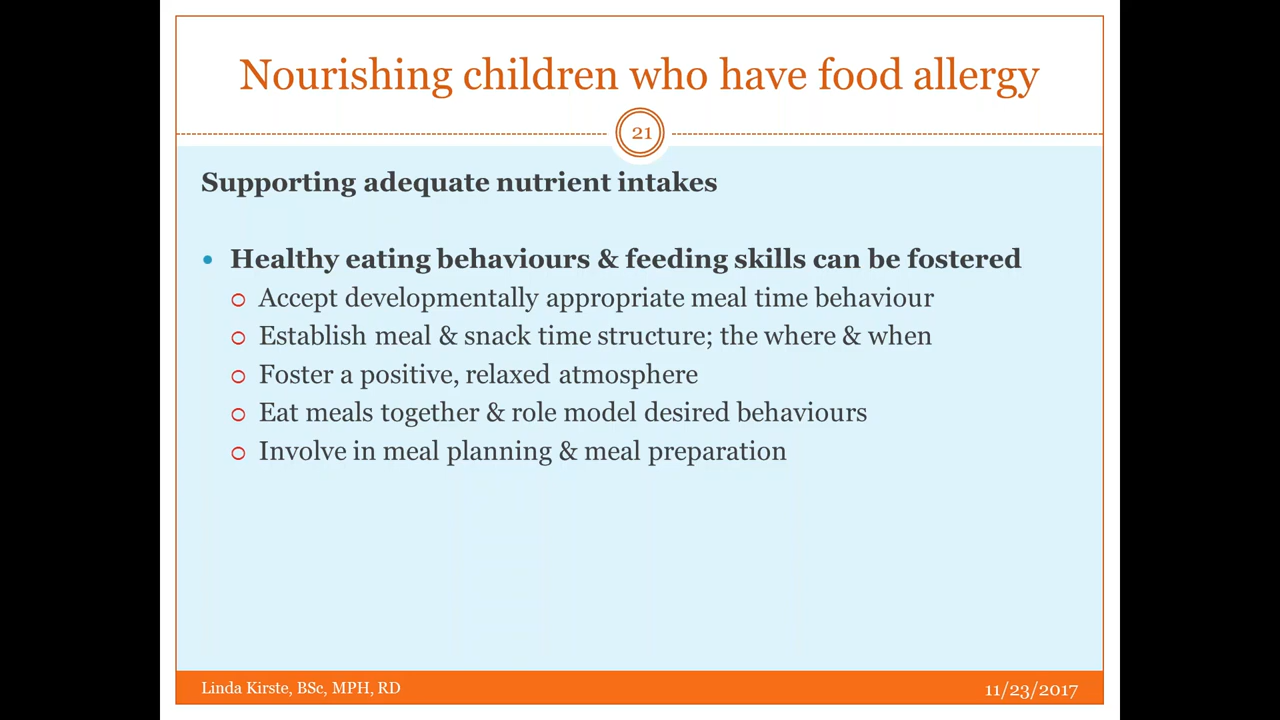 Nourishing children who have food allergy
21
Supporting adequate nutrient intakes
Healthy eating behaviours & feeding skills can be fostered
Accept developmentally appropriate meal time behaviour
Establish meal & snack time structure; the where & when
Foster a positive, relaxed atmosphere
Eat meals together & role model desired behaviours
Involve in meal planning & meal preparation
Linda Kirste, BSc, MPH, RD
11/23/2017